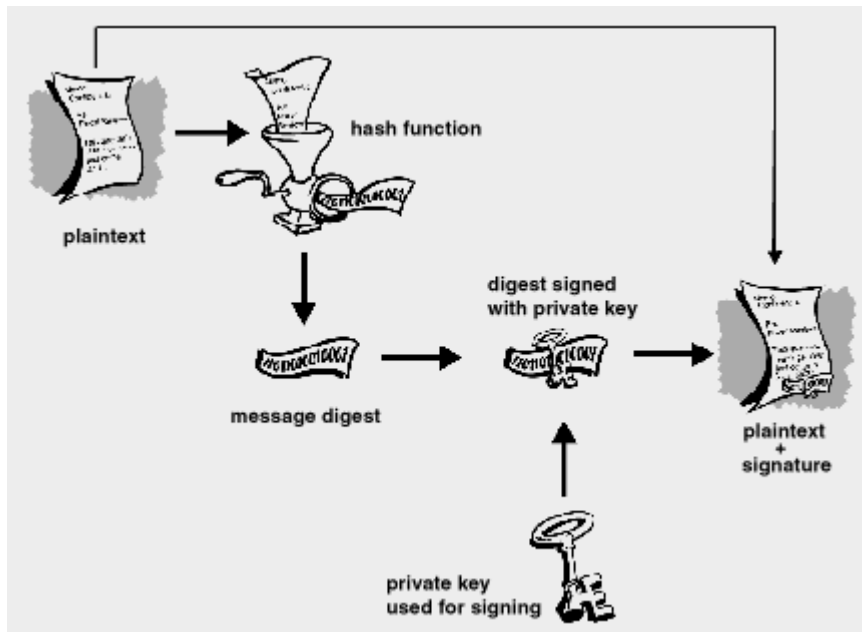 hash function
plaintext
digest signed
with private key
message digest
plaintext
+
signature
private key
used for signing